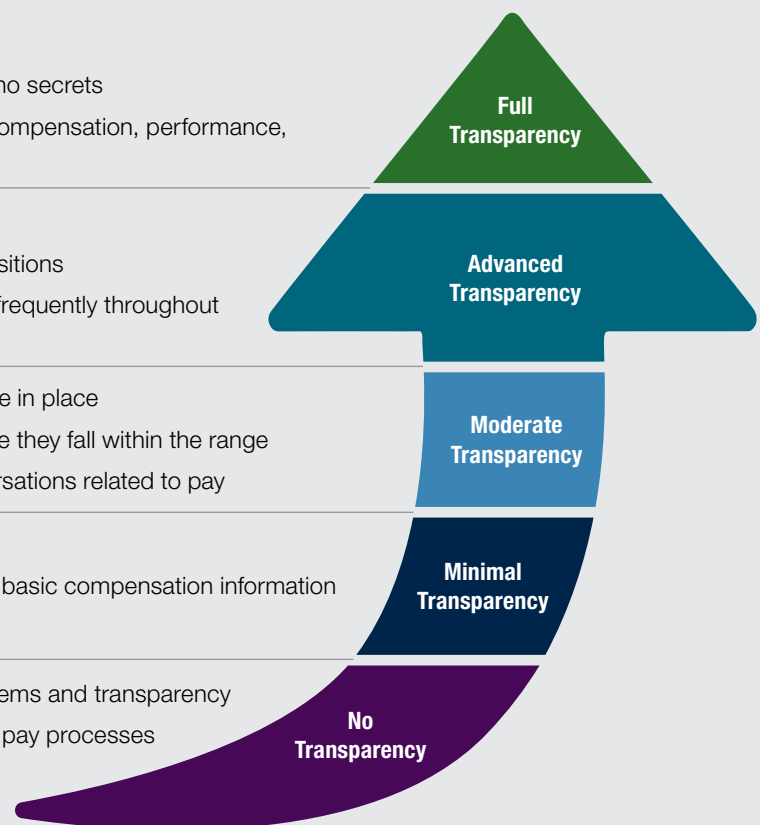 no secrets
ompensation, performance,
Full
Transparency
sitions
frequently throughout
Advanced
Transparency
e in place
e they fall within the range
rsations related to pay
Moderate
Transparency
basic compensation information
Minimal
Transparency
ems and transparency
pay processes
No
Transparency